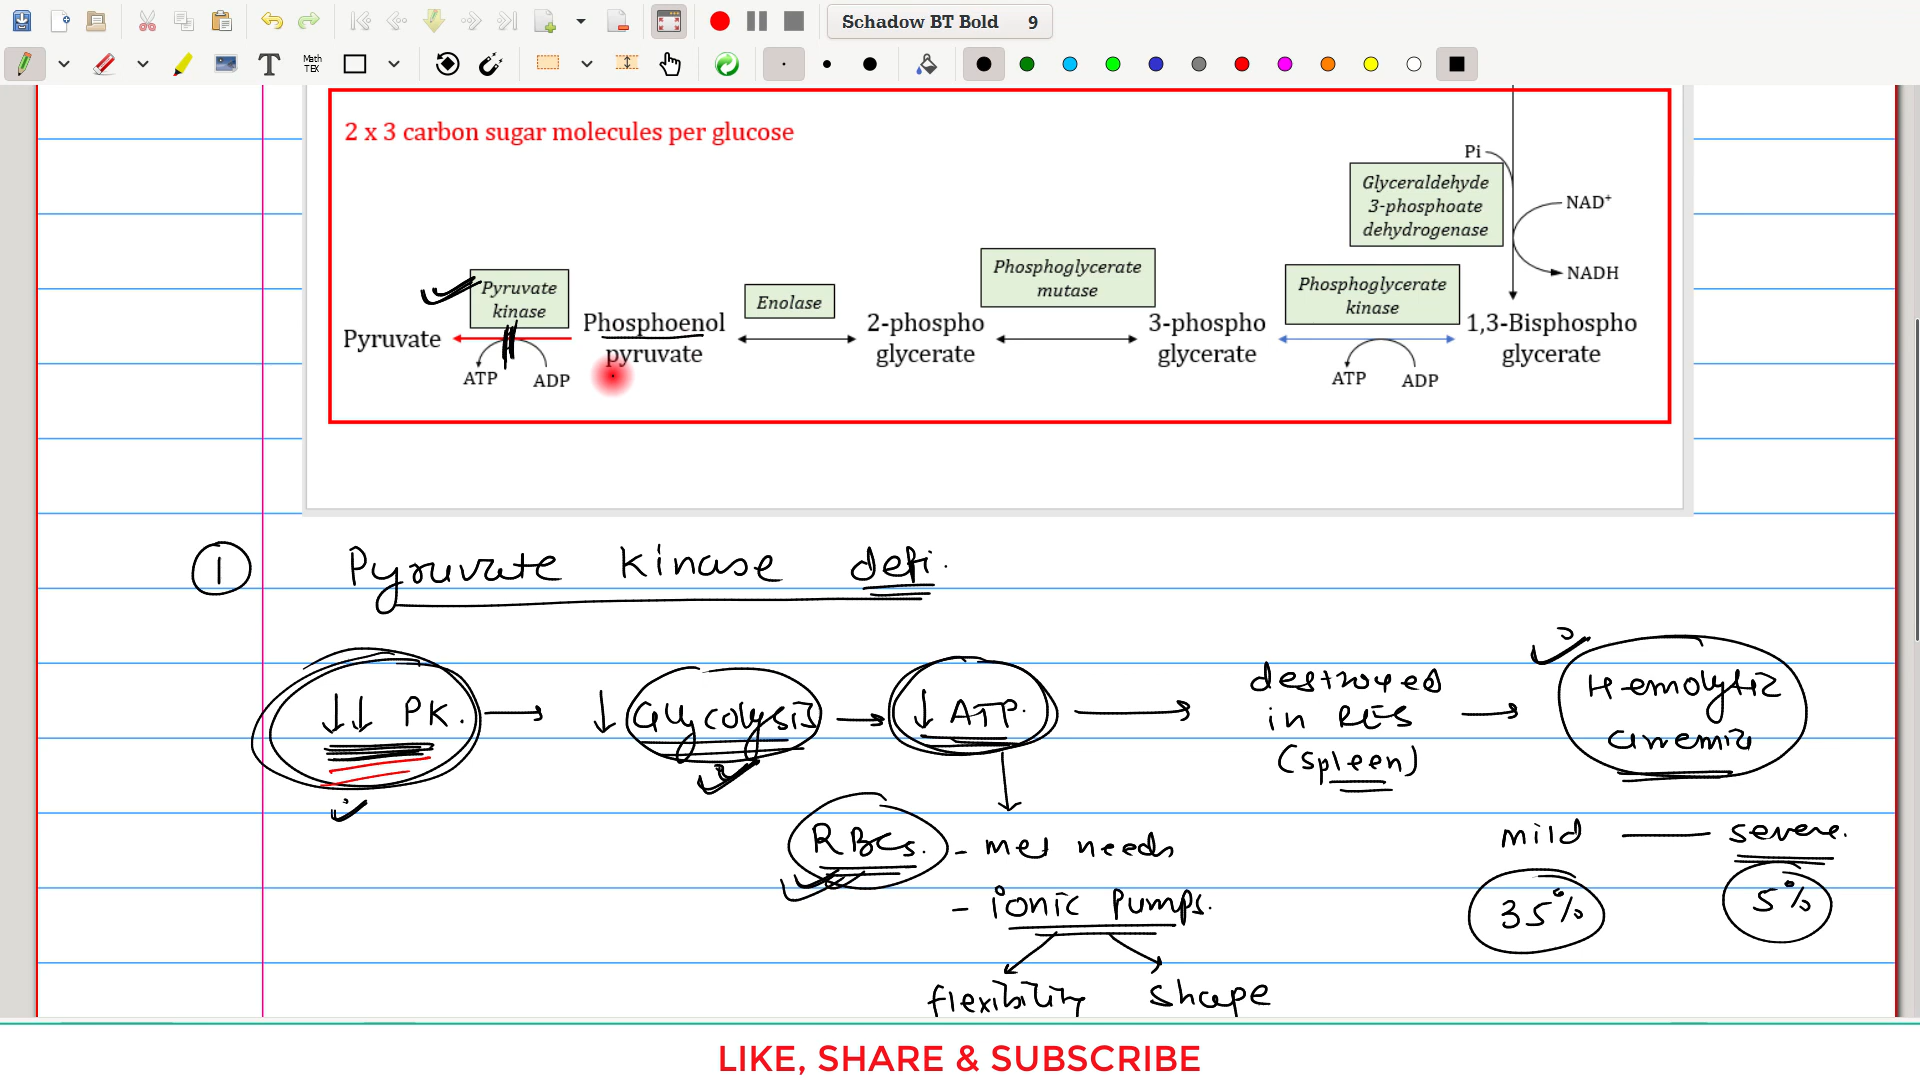 Schadow BT Bold 9
Math
TEX
2 x 3 carbon sugar molecules per glucose
Pi
Glyceraldehyde
3-phosphoate
dehydrogenase
NAD+
NADH
Pyruvate
kinase
Enolase
Phosphoglycerate
mutase
Phosphoglycerate
kinase
Pyruvate
Phosphoenol
pyruvate
2-phospho
glycerate
3-phospho
glycerate
1,3-Bisphospho
glycerate
ATP ADP
ATP ADP
1 Pyruvate kinase defi.
↓↓ PK. → ↓ Glycolysis → ↓ ATP. → destroyed
in RES
(spleen) → Hemolytic
anemia
RBCs. - met needs
- ionic pumps.
flexibility shape
mild — severe.
35% 5%
LIKE, SHARE & SUBSCRIBE